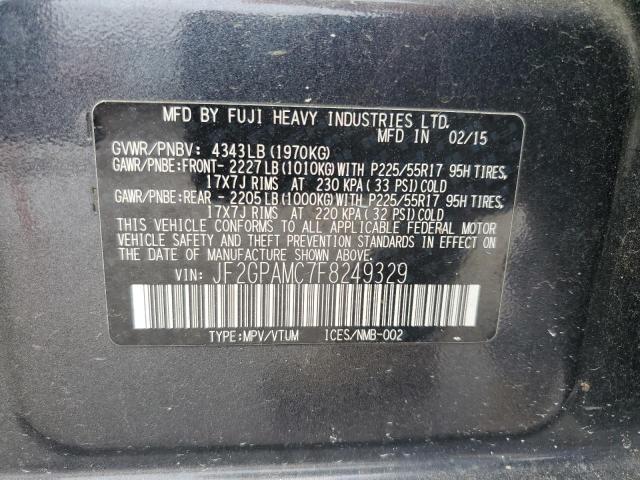 MFD BY FUJI HEAVY INDUSTRIES LTD.
MFD IN 02/15
GVWR/PNBV: 4343LB(1970KG)
GAWR/PNBE:FRONT- 2227LB(1010KG)WITH P225/55R17 95H TIRES,
17X7J RIMS AT 230 KPA(33 PSI)COLD
GAWR/PNBE:REAR - 2205LB(1000KG)WITH P225/55R17 95H TIRES,
17X7J RIMS AT 220 KPA(32 PSI)COLD
THIS VEHICLE CONFORMS TO ALL APPLICABLE FEDERAL MOTOR
VEHICLE SAFETY AND THEFT PREVENTION STANDARDS IN EFFECT ON
THE DATE OF MANUFACTURE SHOWN ABOVE.
VIN: JF2GPAMC7F8249329
TYPE:MPV/VTUM ICES/NMB-002